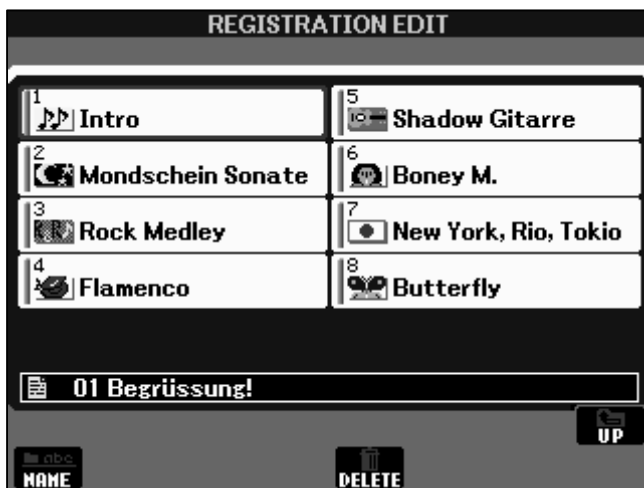 REGISTRATION EDIT
1
Intro
2
Mondschein Sonate
3
Rock Medley
4
Flamenco
5
Shadow Gitarre
6
Boney M.
7
New York, Rio, Tokio
8
Butterfly
01 Begrüssung!
UP
abc
NAME
DELETE